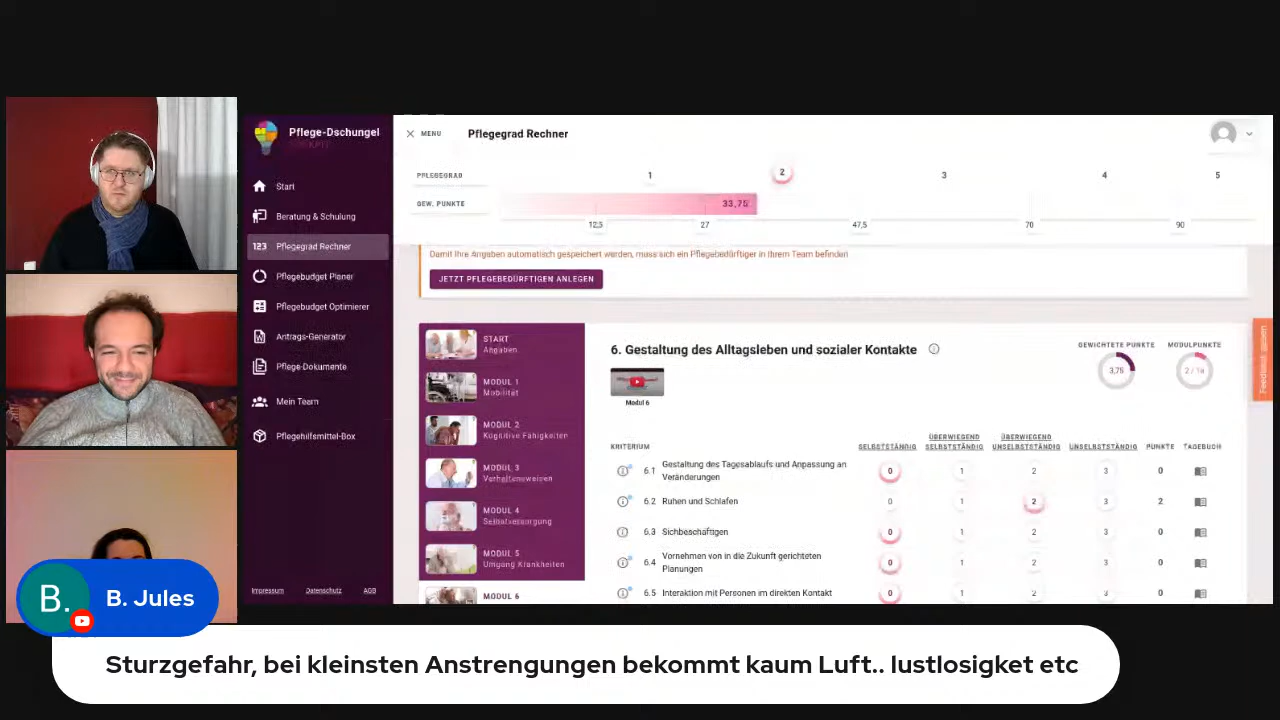 Pflege-Dschungel
MENU
Pflegegrad Rechner
PFLEGEGRAD
1
2
3
4
5
GEW. PUNKTE
33,75
12,5
27
47,5
70
90
Start
Beratung & Schulung
123 Pflegegrad Rechner
Pflegebudget Planer
Pflegebudget Optimierer
Antrags-Generator
Pflege-Dokumente
Mein Team
Pflegehilfsmittel-Box
Impressum Datenschutz AGB
Damit Ihre Angaben automatisch gespeichert werden, muss sich ein Pflegebedürftiger in Ihrem Team befinden
JETZT PFLEGEBEDÜRFTIGEN ANLEGEN
START
Angaben
MODUL 1
Mobilität
MODUL 2
Kognitive Fähigkeiten
MODUL 3
Verhaltensweisen
MODUL 4
Selbstversorgung
MODUL 5
Umgang Krankheiten
MODUL 6
6. Gestaltung des Alltagsleben und sozialer Kontakte
Modul 6
GEWICHTETE PUNKTE
3,75
MODULPUNKTE
KRITERIUM SELBSTSTÄNDIG ÜBERWIEGEND SELBSTSTÄNDIG ÜBERWIEGEND UNSELBSTSTÄNDIG UNSELBSTSTÄNDIG PUNKTE TAGEBUCH
6.1 Gestaltung des Tagesablaufs und Anpassung an Veränderungen 0 1 2 3 0
6.2 Ruhen und Schlafen 0 1 2 3 2
6.3 Sichbeschäftigen 0 1 2 3 0
6.4 Vornehmen von in die Zukunft gerichteten Planungen 0 1 2 3 0
6.5 Interaktion mit Personen im direkten Kontakt 0 1 2 3 0
B. B. Jules
Sturzgefahr, bei kleinsten Anstrengungen bekommt kaum Luft.. lustlosigket etc